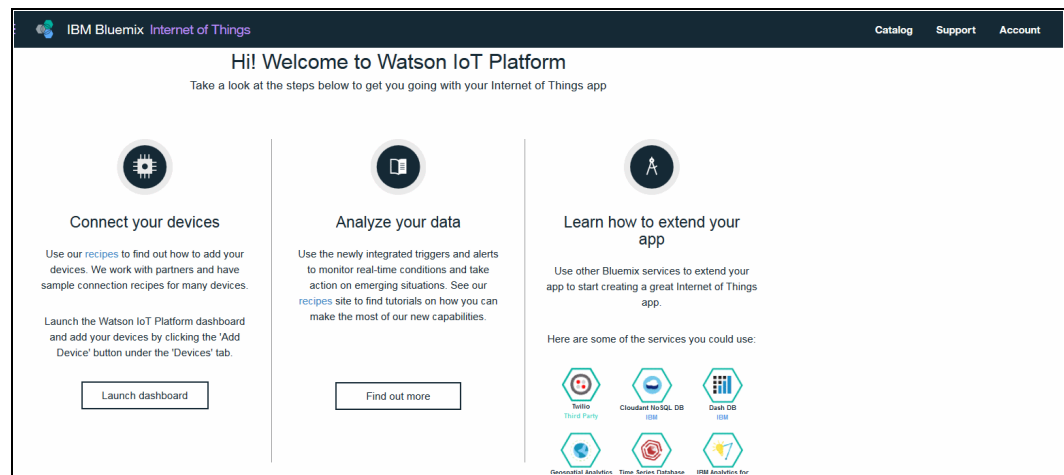 IBM Bluemix Internet of Things
Catalog Support Account
Hi! Welcome to Watson IoT Platform
Take a look at the steps below to get you going with your Internet of Things app
Connect your devices
Use our recipes to find out how to add your
devices. We work with partners and have
sample connection recipes for many devices.
Launch the Watson IoT Platform dashboard
and add your devices by clicking the 'Add
Device' button under the 'Devices' tab.
Launch dashboard
Analyze your data
Use the newly integrated triggers and alerts
to monitor real-time conditions and take
action on emerging situations. See our
recipes site to find tutorials on how you can
make the most of our new capabilities.
Find out more
Learn how to extend your
app
Use other Bluemix services to extend your
app to start creating a great Internet of Things
app.
Here are some of the services you could use:
Twilio
Third Party
Cloudant NoSQL DB
IBM
Dash DB
IBM
Geospatial Analytics
Time Series Database
IBM Analytics for